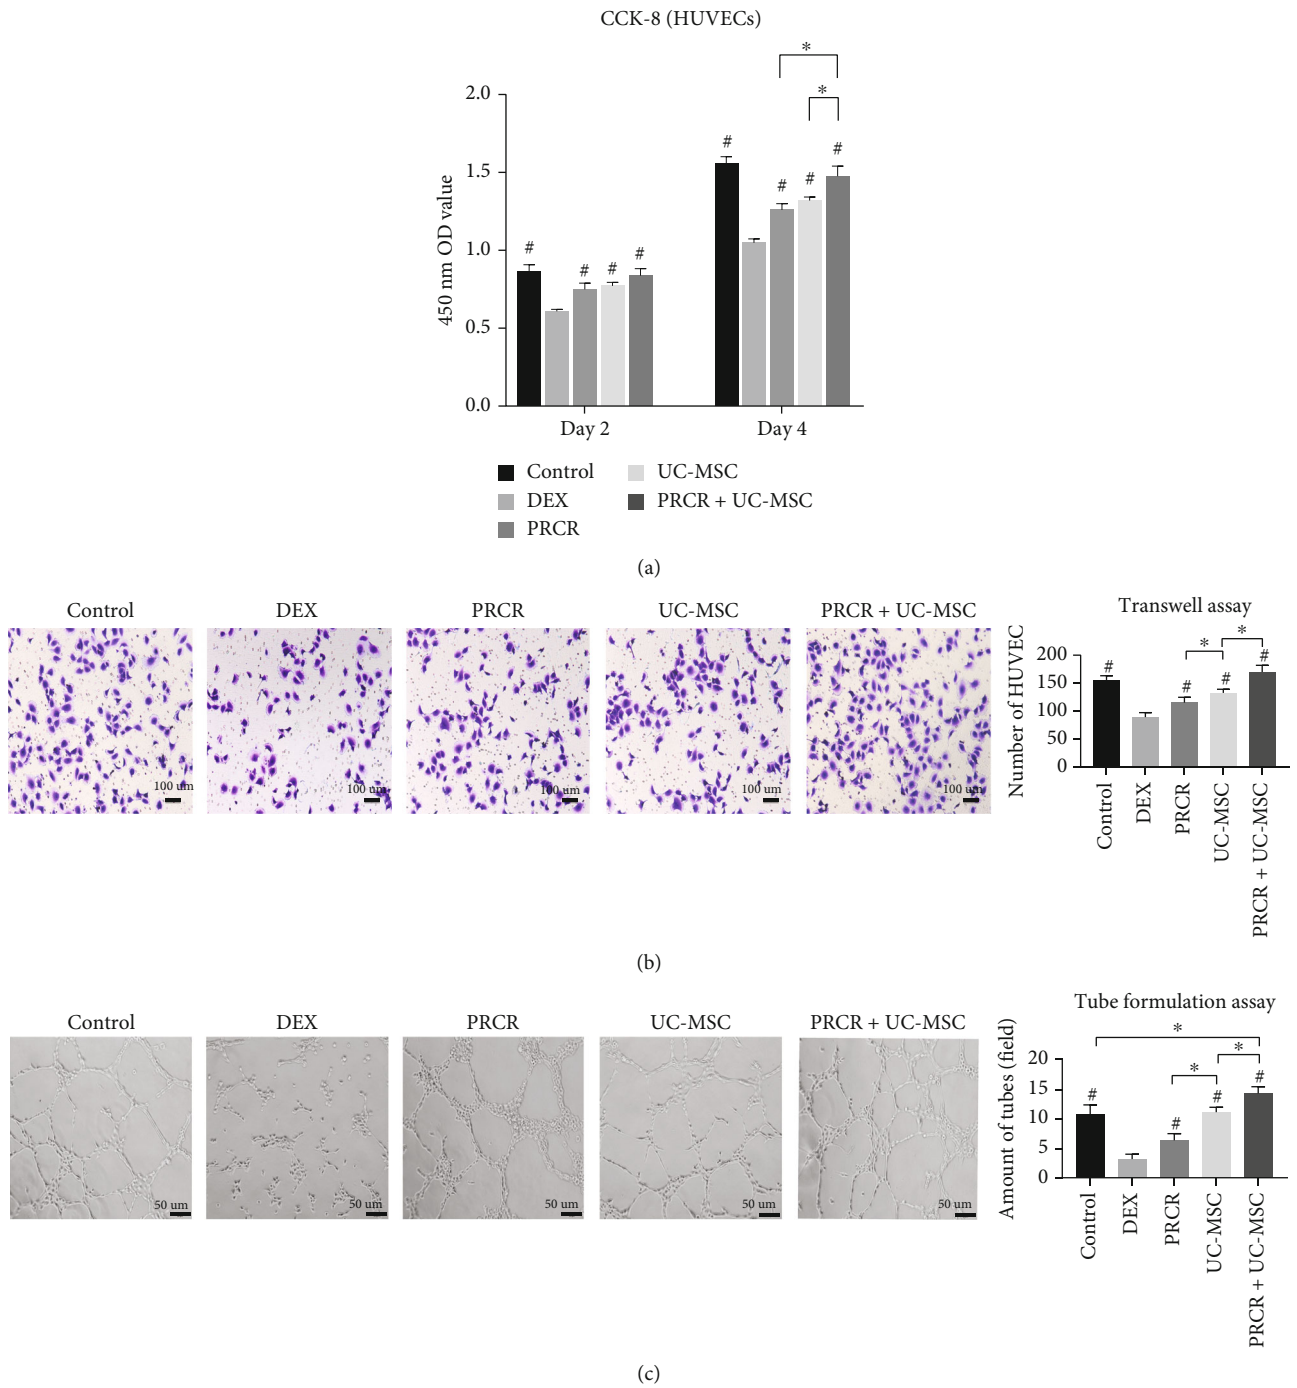 CCK-8 (HUVECs)
* 
*
2.0
1.5
1.0
0.5
0.0
450 nm OD value
# # # # #
# # # # #
Day 2 Day 4
Control UC-MSC
DEX PRCR + UC-MSC
PRCR
(a)
Control DEX PRCR UC-MSC PRCR + UC-MSC
100 um 100 um 100 um 100 um 100 um
Transwell assay
Number of HUVEC
200
150
100
50
0
* *
# # # #
Control DEX PRCR UC-MSC PRCR + UC-MSC
(b)
Control DEX PRCR UC-MSC PRCR + UC-MSC
50 um 50 um 50 um 50 um 50 um
Tube formulation assay
Amount of tubes (field)
20
15
10
5
0
*
* *
# # # #
Control DEX PRCR UC-MSC PRCR + UC-MSC
(c)